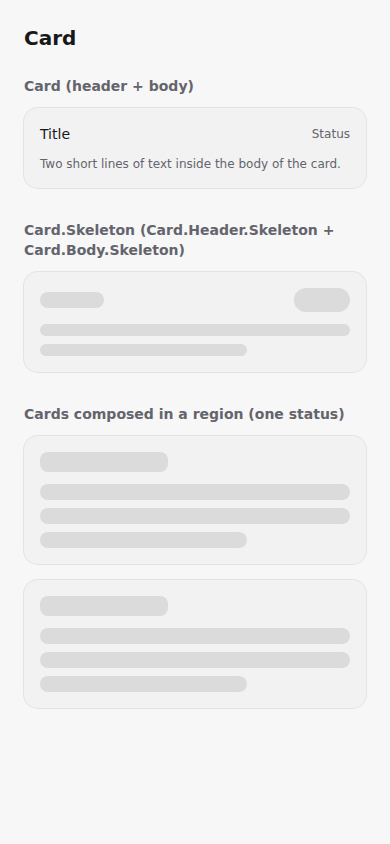 Card
Card (header + body)
Title
Status
Two short lines of text inside the body of the card.
Card.Skeleton (Card.Header.Skeleton +
Card.Body.Skeleton)
Cards composed in a region (one status)